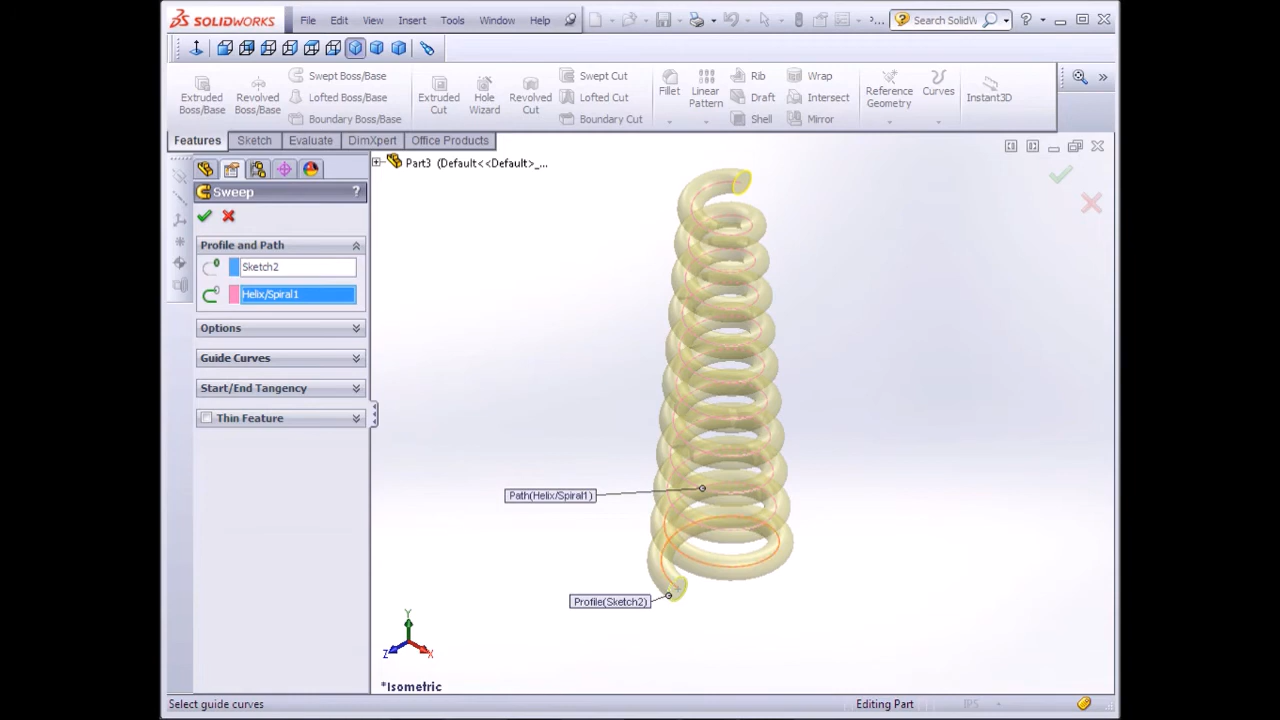 SOLIDWORKS File Edit View Insert Tools Window Help ... Search SolidW ?
Extruded Boss/Base
Revolved Boss/Base
Swept Boss/Base
Lofted Boss/Base
Boundary Boss/Base
Extruded Cut
Hole Wizard
Revolved Cut
Swept Cut
Lofted Cut
Boundary Cut
Fillet
Linear Pattern
Rib
Draft
Shell
Wrap
Intersect
Mirror
Reference Geometry
Curves
Instant3D
Features Sketch Evaluate DimXpert Office Products
Part3 (Default<<Default>_...
Sweep ?
Profile and Path
Sketch2
Helix/Spiral1
Options
Guide Curves
Start/End Tangency
Thin Feature
Path(Helix/Spiral1)
Profile(Sketch2)
Y
Z X
*Isometric
Select guide curves Editing Part IPS